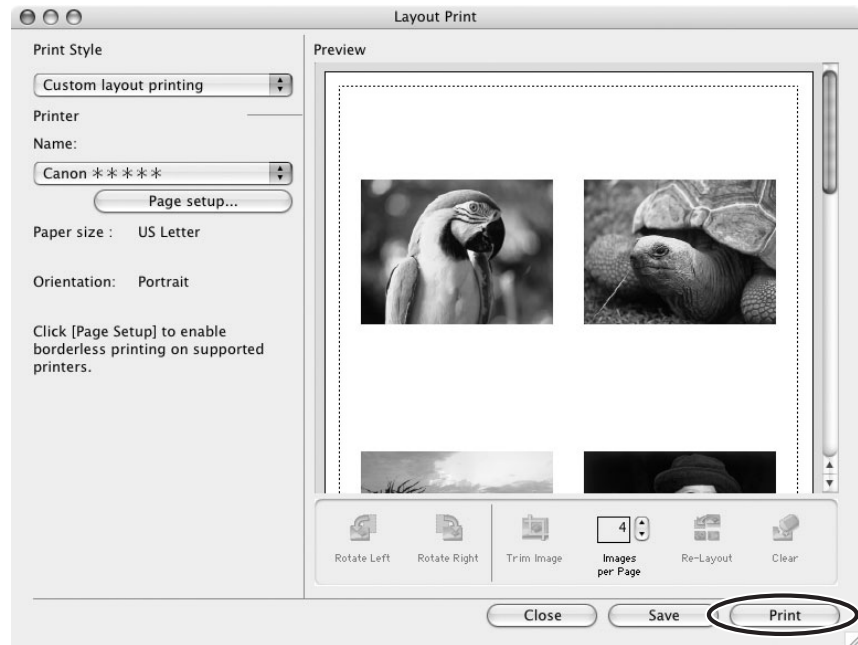 Layout Print
Print Style
Custom layout printing
Printer
Name:
Canon *****
Page setup...
Paper size : US Letter
Orientation: Portrait
Click [Page Setup] to enable
borderless printing on supported
printers.
Preview
Rotate Left
Rotate Right
Trim Image
4
Images
per Page
Re-Layout
Clear
Close
Save
Print